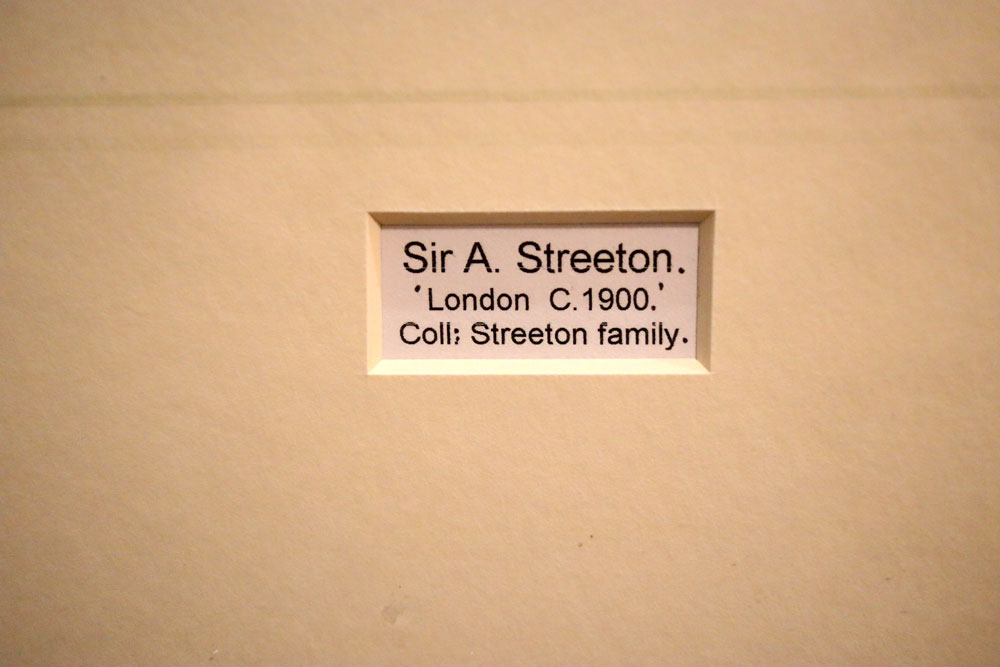 Sir A. Streeton.
'London C.1900.'
Coll: Streeton family.